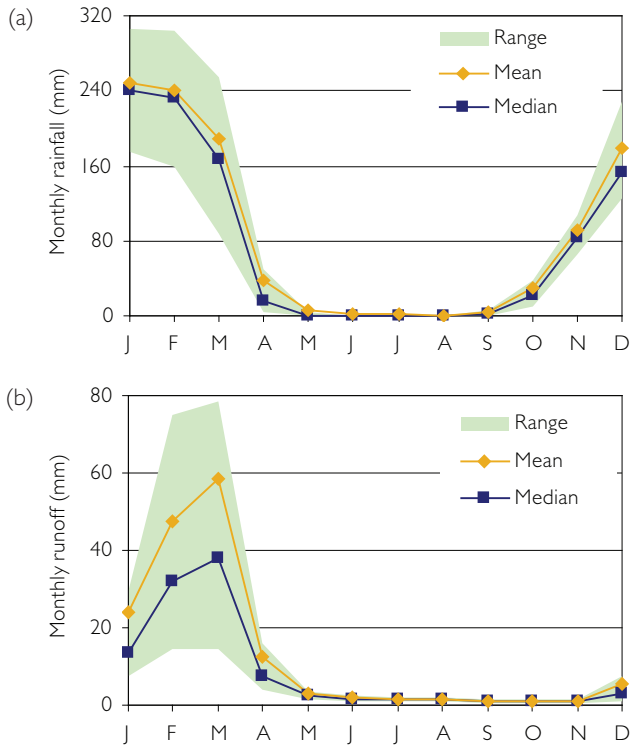 (a)
Monthly rainfall (mm)
320
240
160
80
0
Range
Mean
Median
J F M A M J J A S O N D
(b)
Monthly runoff (mm)
80
60
40
20
0
Range
Mean
Median
J F M A M J J A S O N D